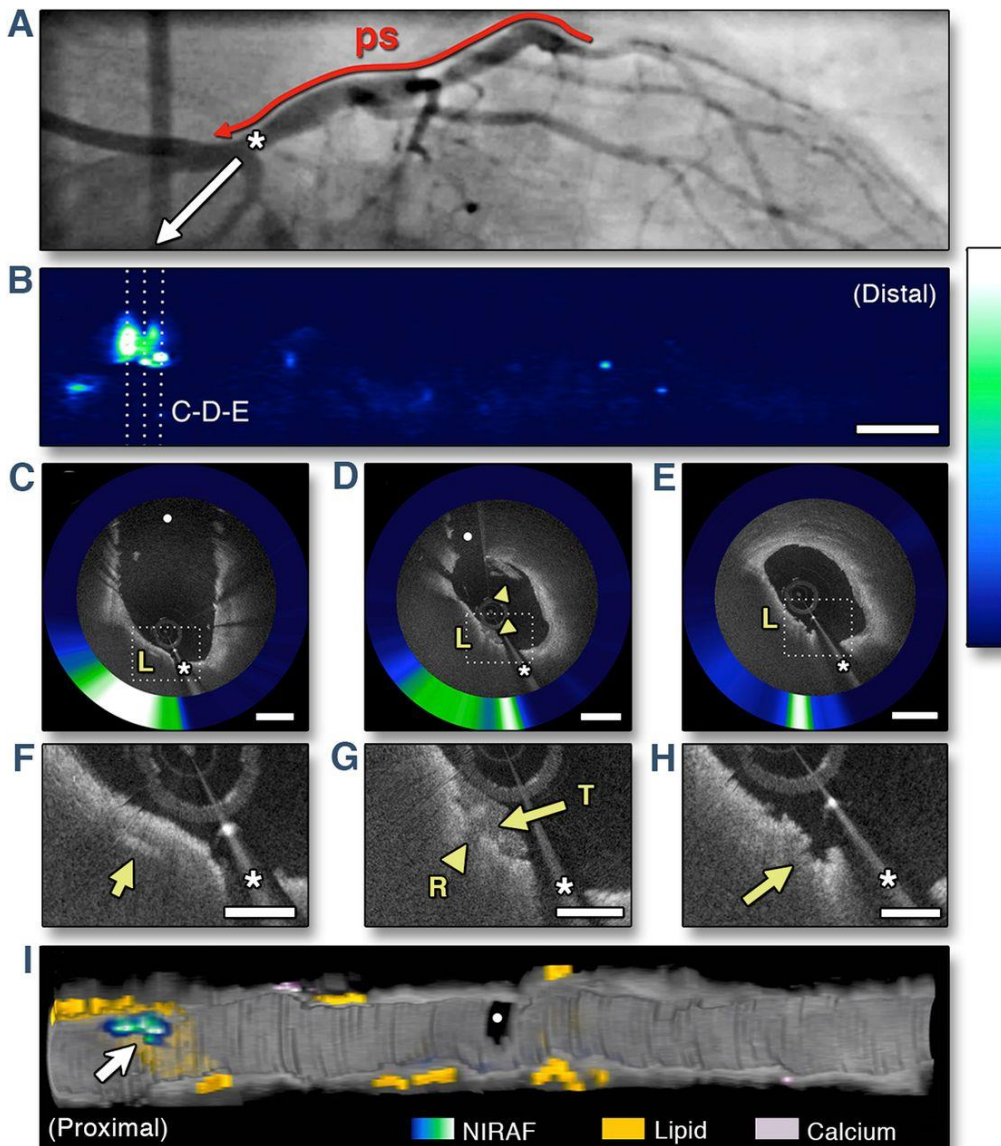 A
ps
*
B
(Distal)
C-D-E
C
D
E
L
*
L
*
L
*
F
G
H
T
R
*
*
*
I
(Proximal)
NIRAF
Lipid
Calcium